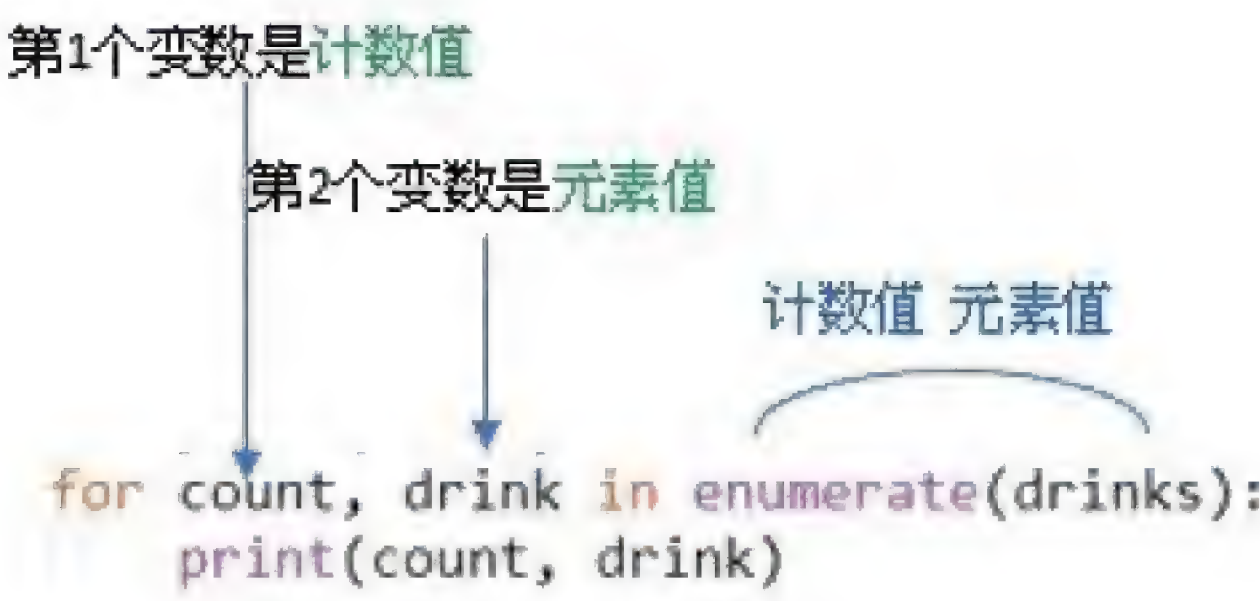 第1个变数是计数值
第2个变数是元素值
计数值 元素值
for count, drink in enumerate(drinks):
    print(count, drink)